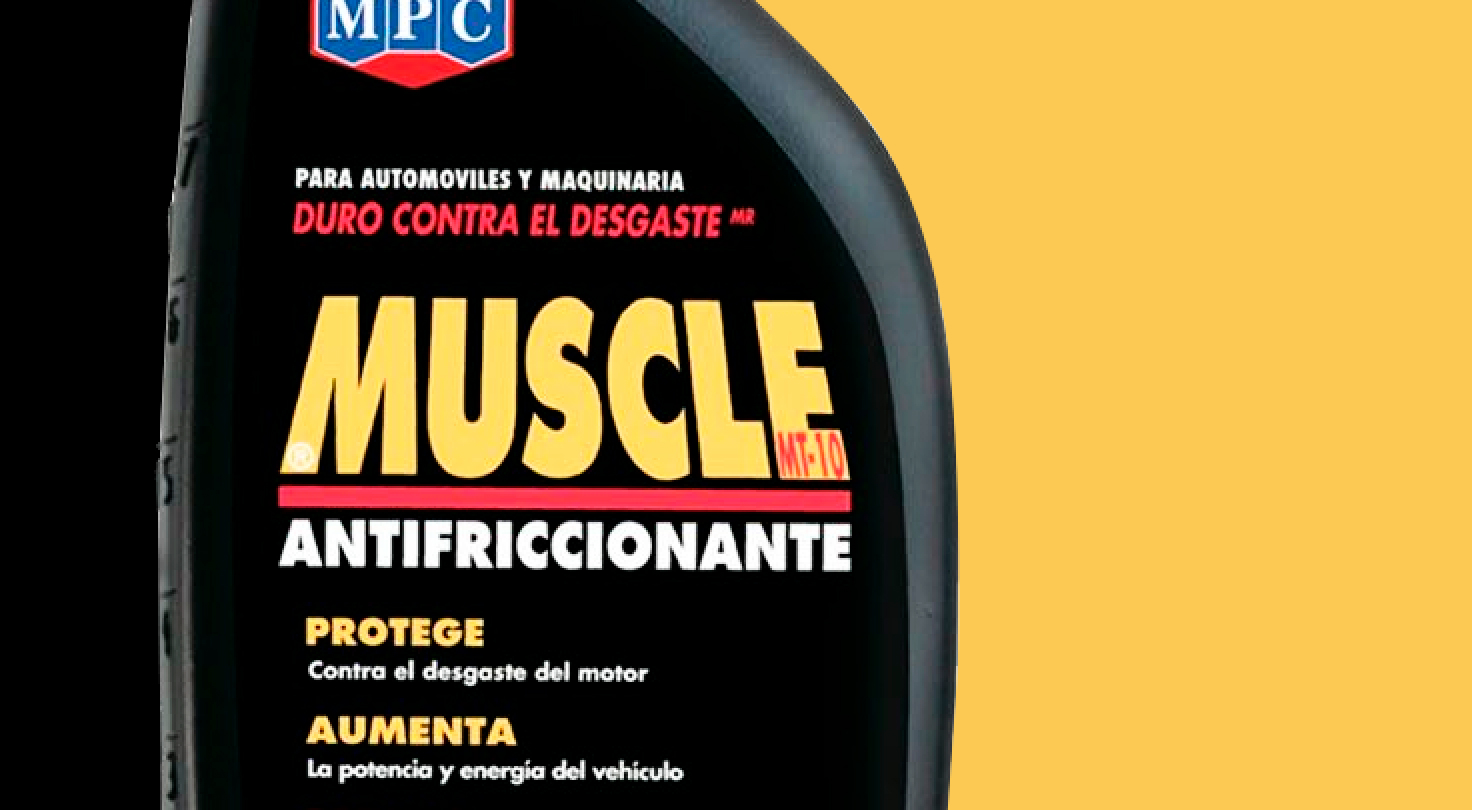 MPC
PARA AUTOMOVILES Y MAQUINARIA
DURO CONTRA EL DESGASTE MR
MUSCLE
® MT-10
ANTIFRICCIONANTE
PROTEGE
Contra el desgaste del motor
AUMENTA
La potencia y energía del vehículo